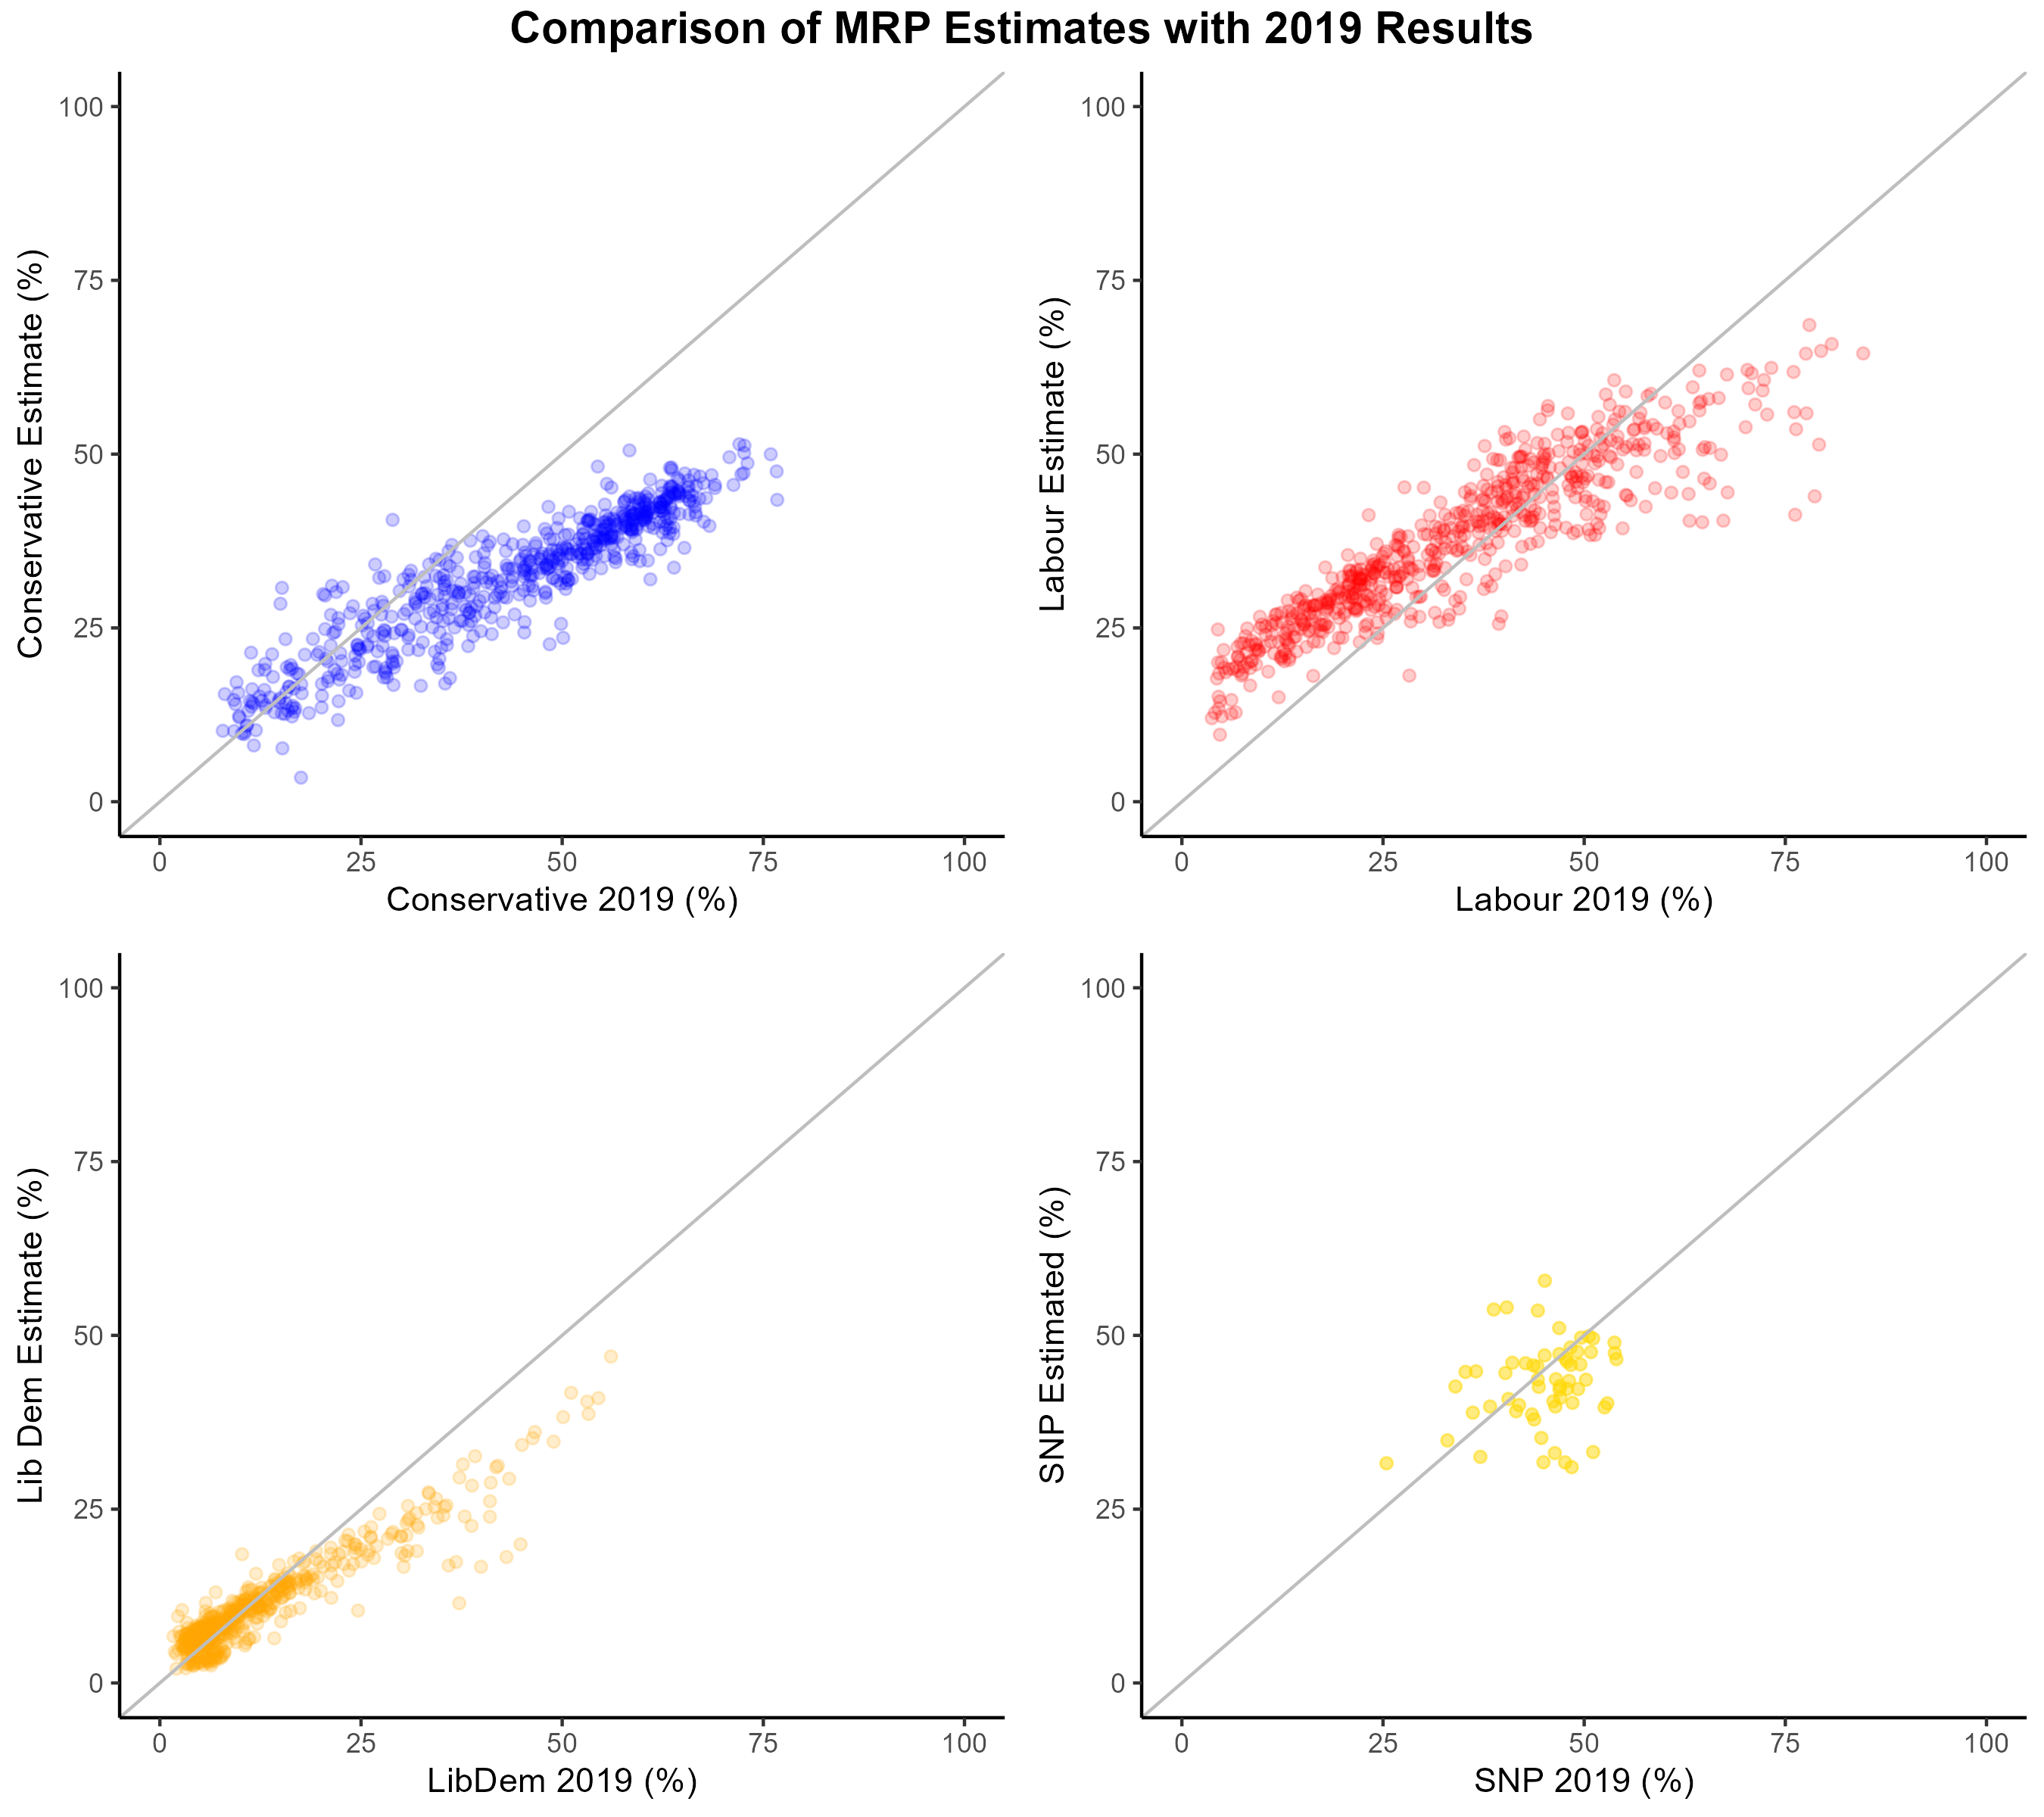 Comparison of MRP Estimates with 2019 Results
Conservative Estimate (%)
100
75
50
25
0
0 25 50 75 100
Conservative 2019 (%)
Labour Estimate (%)
100
75
50
25
0
0 25 50 75 100
Labour 2019 (%)
Lib Dem Estimate (%)
100
75
50
25
0
0 25 50 75 100
LibDem 2019 (%)
SNP Estimated (%)
100
75
50
25
0
0 25 50 75 100
SNP 2019 (%)